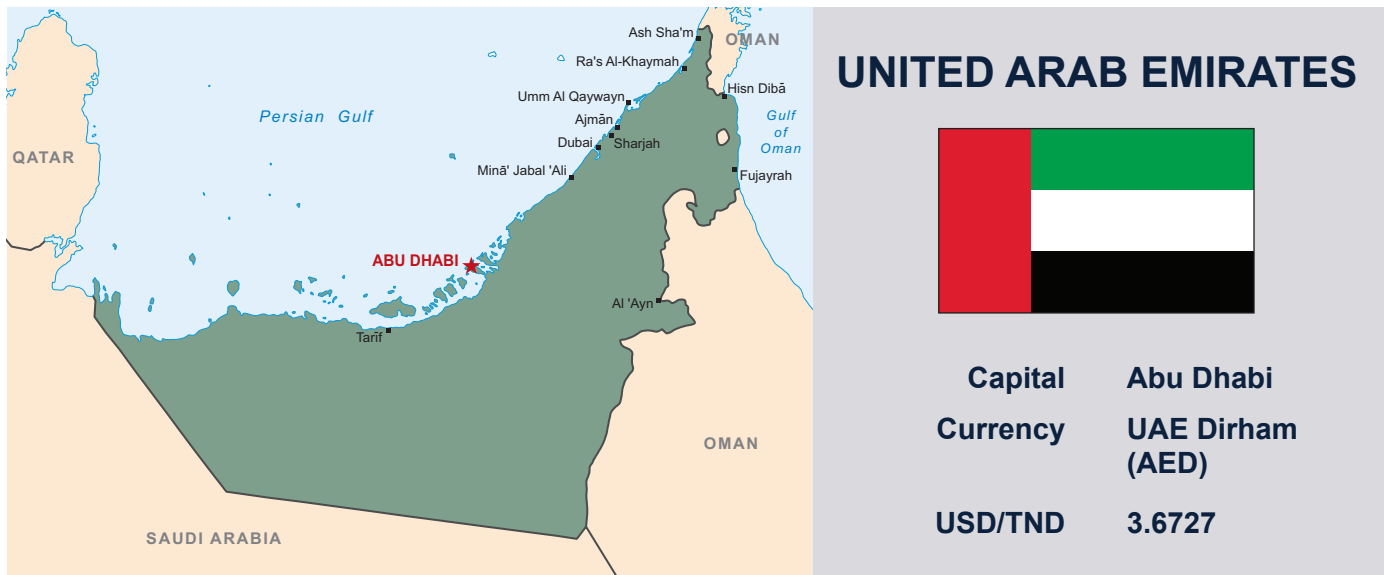 Ash Sha'm
OMAN
Ra's Al-Khaymah
Hisn Dibā
Umm Al Qaywayn
Persian Gulf
Gulf
of
Oman
Ajmān
Dubai
Sharjah
QATAR
Minā' Jabal 'Ali
Fujayrah
ABU DHABI
Al 'Ayn
Tarīf
OMAN
SAUDI ARABIA
UNITED ARAB EMIRATES
Capital Abu Dhabi
Currency UAE Dirham
(AED)
USD/TND 3.6727